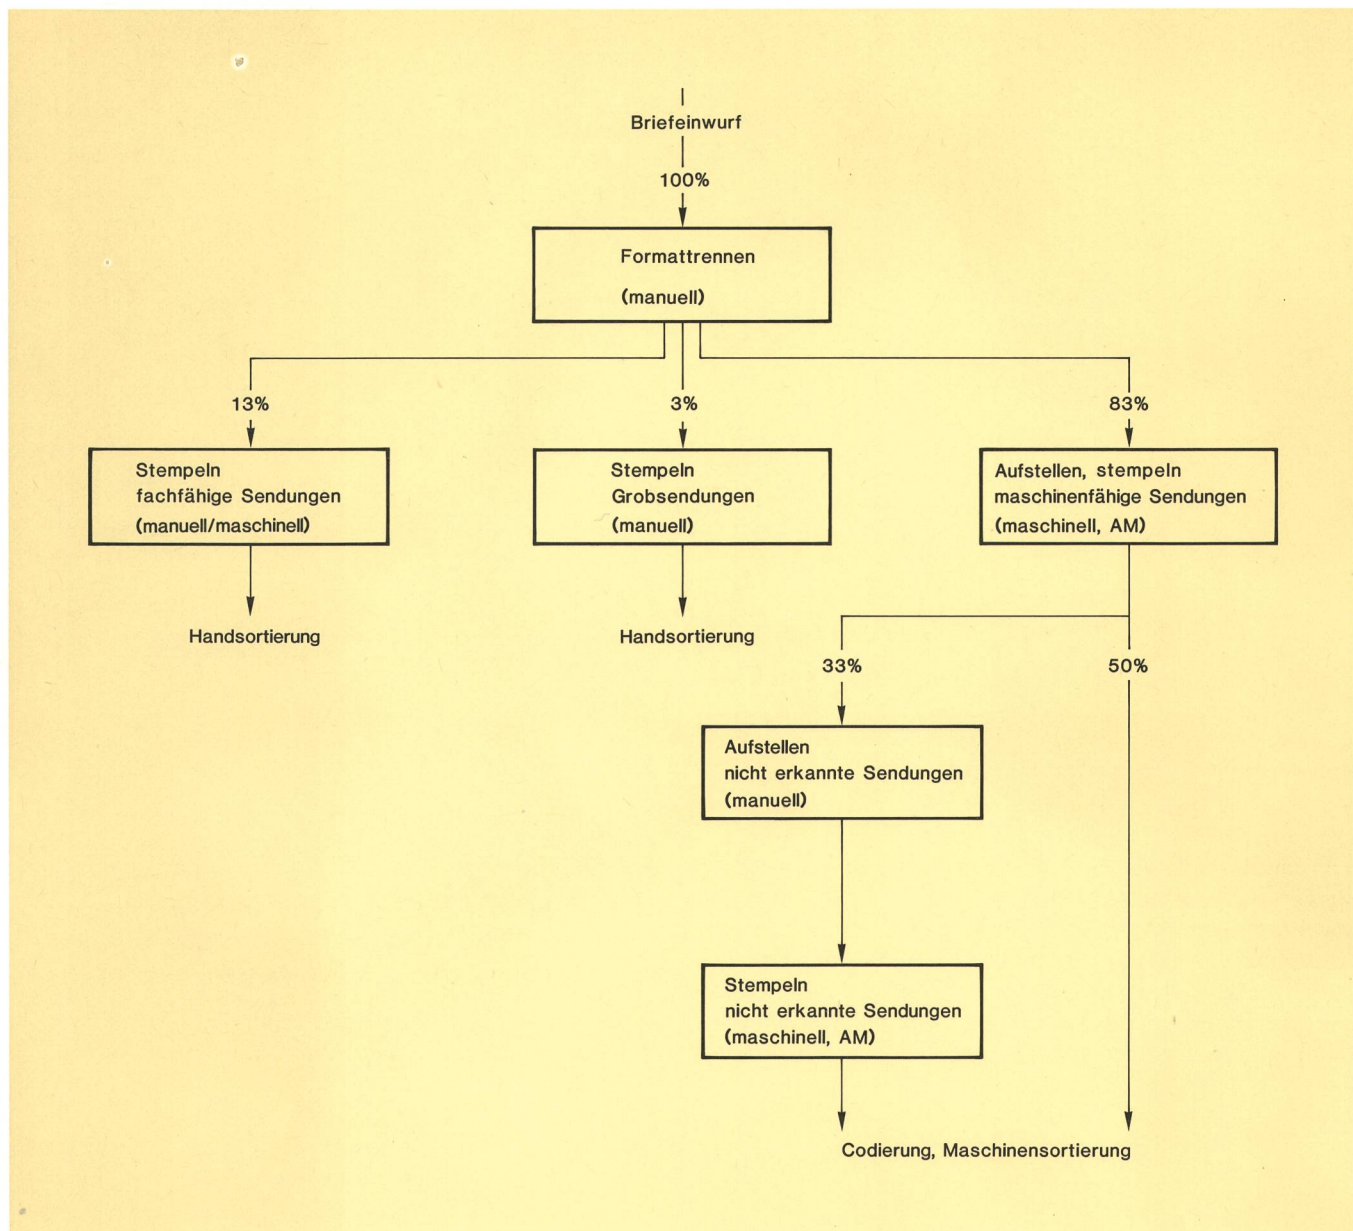 Briefeinwurf
100%
Formattrennen
(manuell)
13%
3%
83%
Stempeln
fachfähige Sendungen
(manuell/maschinell)
Stempeln
Grobsendungen
(manuell)
Aufstellen, stempeln
maschinenfähige Sendungen
(maschinell, AM)
Handsortierung
Handsortierung
33%
50%
Aufstellen
nicht erkannte Sendungen
(manuell)
Stempeln
nicht erkannte Sendungen
(maschinell, AM)
Codierung, Maschinensortierung